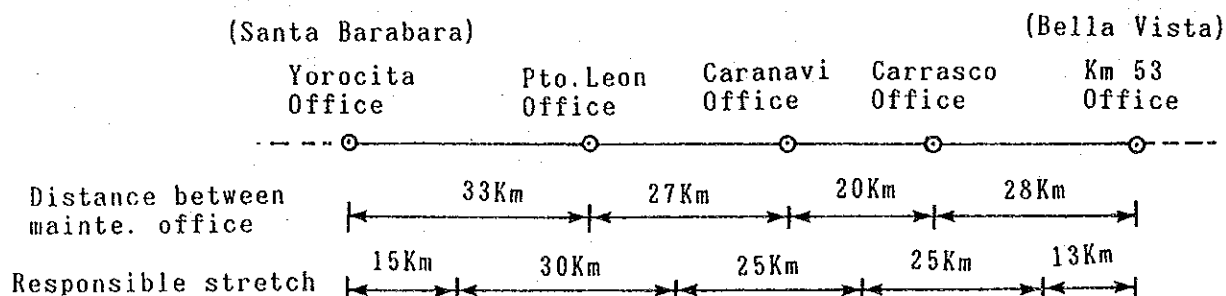 (Santa Barabara) (Bella Vista)
Yorocita Pto.Leon Caranavi Carrasco Km 53
Office Office Office Office Office
Distance between
mainte. office
33Km 27Km 20Km 28Km
Responsible stretch
15Km 30Km 25Km 25Km 13Km